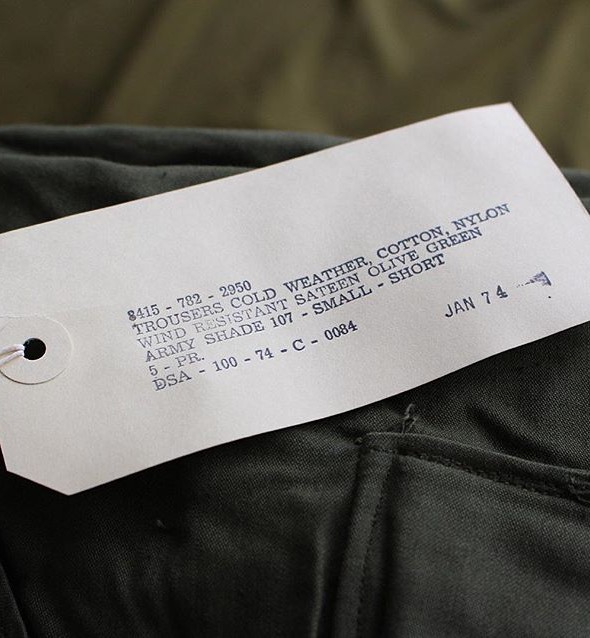 8415 - 782 - 2950
TROUSERS COLD WEATHER, COTTON, NYLON
WIND RESISTANT SATEEN OLIVE GREEN
ARMY SHADE 107 - SMALL - SHORT
5 - PR.
DSA - 100 - 74 - C - 0084
JAN 74